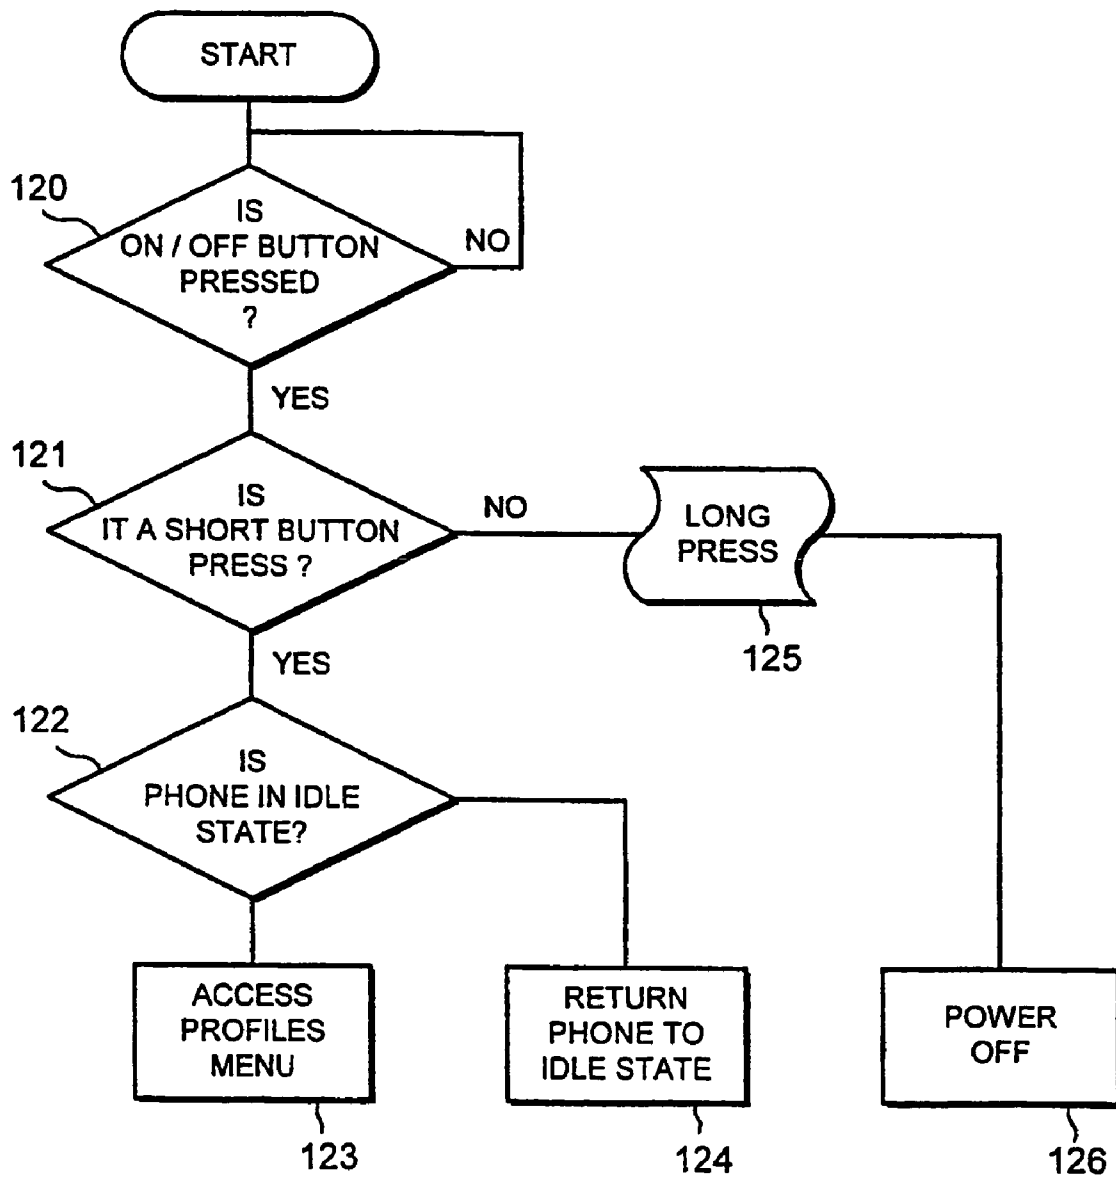 START
120
IS
ON / OFF BUTTON
PRESSED
?
NO
YES
121
IS
IT A SHORT BUTTON
PRESS ?
NO
LONG
PRESS
125
YES
122
IS
PHONE IN IDLE
STATE?
ACCESS
PROFILES
MENU
123
RETURN
PHONE TO
IDLE STATE
124
POWER
OFF
126